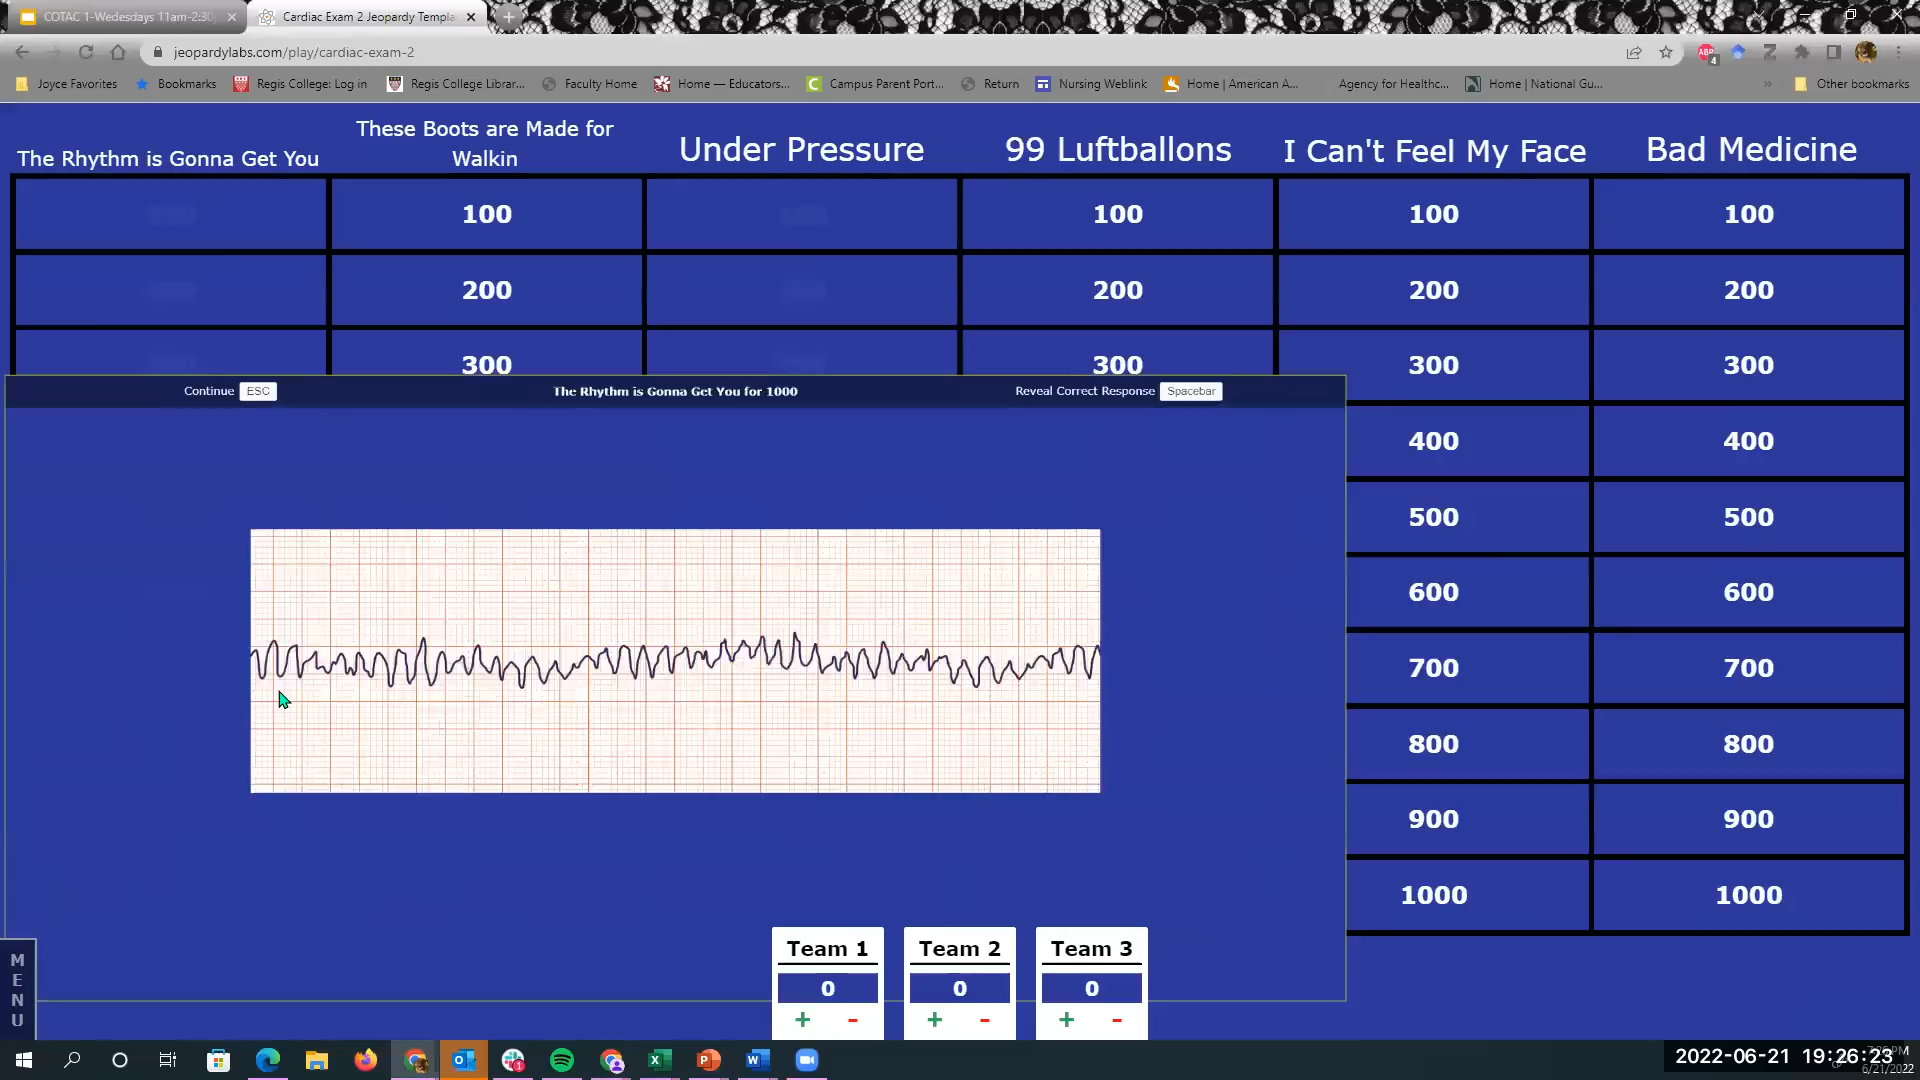 COTAC 1-Wedesdays 11am-2:30
Cardiac Exam 2 Jeopardy Templa
jeopardylabs.com/play/cardiac-exam-2
Joyce Favorites
Bookmarks
Regis College: Log in
Regis College Librar...
Faculty Home
Home — Educators...
Campus Parent Port...
Return
Nursing Weblink
Home | American A...
Agency for Healthc...
Home | National Gu...
Other bookmarks
The Rhythm is Gonna Get You
These Boots are Made for
Walkin
Under Pressure
99 Luftballons
I Can't Feel My Face
Bad Medicine
100 100 100 100
200 200 200 200
300 300 300 300
Continue ESC
The Rhythm is Gonna Get You for 1000
Reveal Correct Response Spacebar
400 400
500 500
600 600
700 700
800 800
900 900
1000 1000
MENU
Team 1 Team 2 Team 3
0 0 0
+ - + - + -
2022-06-21 19:26:23
6/21/2022